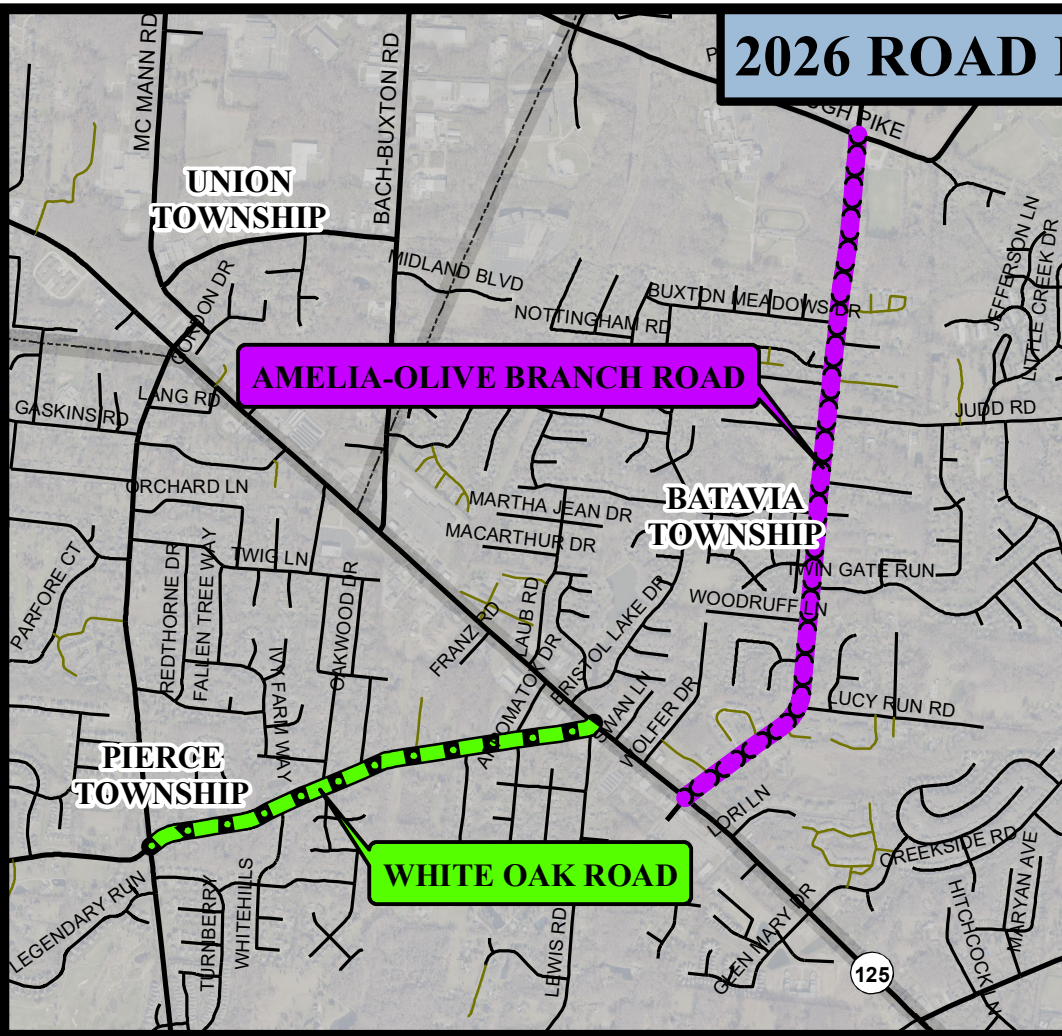 2026 ROAD
MC MANN RD
BACH-BUXTON RD
PIKE
UNION
TOWNSHIP
MIDLAND BLVD
JEFFERSON LN
LITTLE CREEK DR
GORDON DR
BUXTON MEADOWS DR
NOTTINGHAM RD
AMELIA-OLIVE BRANCH ROAD
LANG RD
GASKINS RD
JUDD RD
ORCHARD LN
MARTHA JEAN DR
BATAVIA
TOWNSHIP
MACARTHUR DR
TWIG LN
TWIN GATE RUN
PARFORE CT
REDTHORNE DR
FALLEN TREE WAY
OAKWOOD DR
WOODRUFF LN
FRANZ RD
LAUB RD
BRISTOL LAKE DR
IVY FARM WAY
SWAN LN
WOLFER DR
LUCY RUN RD
PIERCE
TOWNSHIP
LORI LN
CREEKSIDE RD
WHITE OAK ROAD
LEGENDARY RUN
TURNBERRY
WHITEHILLS
LEWIS RD
GLEN MARY DR
HITCHCOCK LN
MARYAN AVE
125